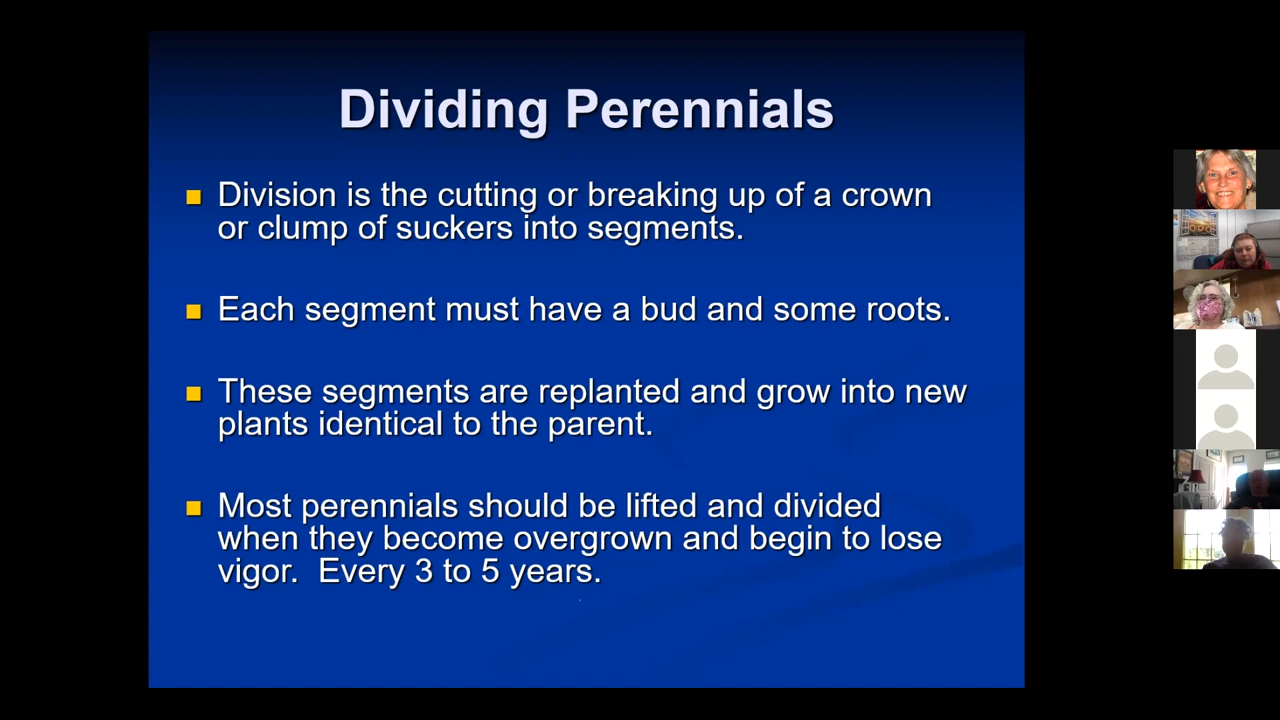 Dividing Perennials
Division is the cutting or breaking up of a crown
or clump of suckers into segments.
Each segment must have a bud and some roots.
These segments are replanted and grow into new
plants identical to the parent.
Most perennials should be lifted and divided
when they become overgrown and begin to lose
vigor.  Every 3 to 5 years.